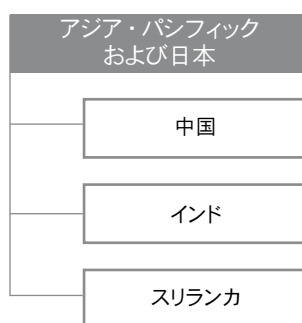 アジア・パシフィック
および日本
中国
インド
スリランカ